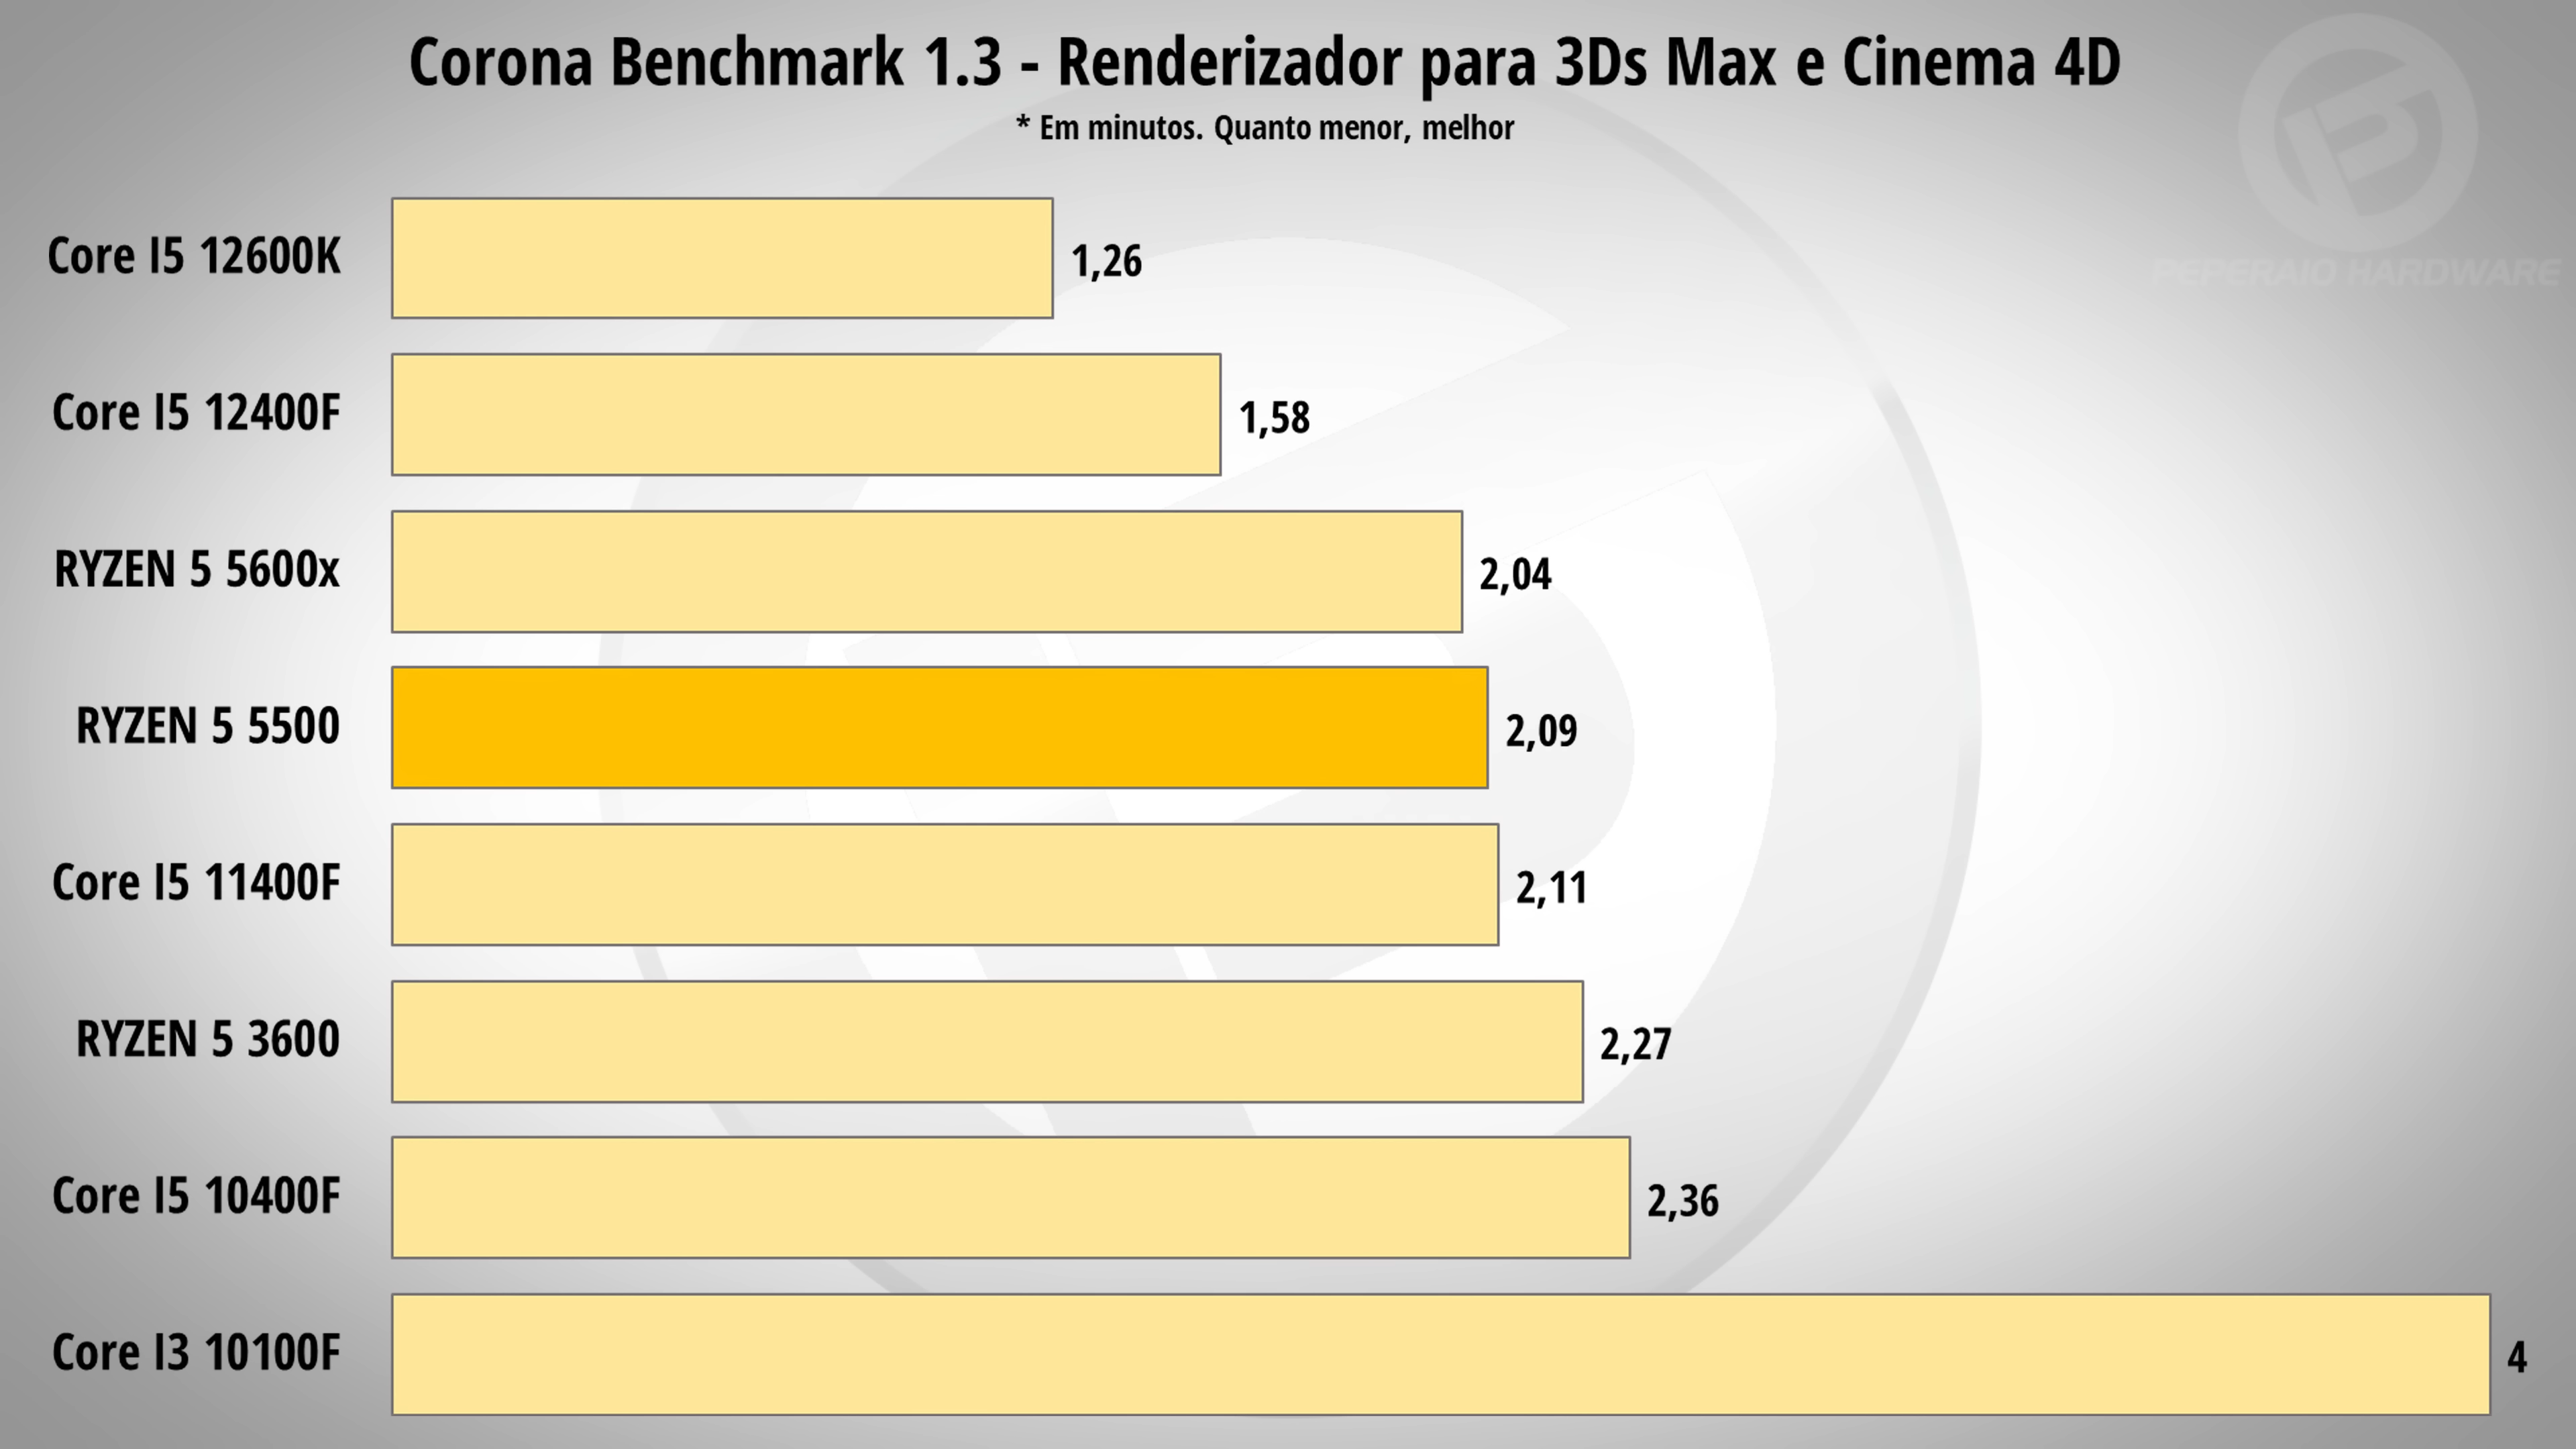 Corona Benchmark 1.3 - Renderizador para 3Ds Max e Cinema 4D
* Em minutos. Quanto menor, melhor
PEPERAIO HARDWARE
Core I5 12600K 1,26
Core I5 12400F 1,58
RYZEN 5 5600x 2,04
RYZEN 5 5500 2,09
Core I5 11400F 2,11
RYZEN 5 3600 2,27
Core I5 10400F 2,36
Core I3 10100F 4